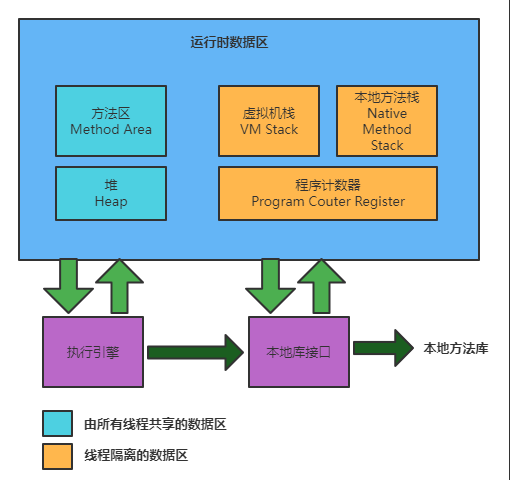 运行时数据区
方法区
Method Area
虚拟机栈
VM Stack
本地方法栈
Native
Method
Stack
堆
Heap
程序计数器
Program Couter Register
执行引擎
本地库接口
本地方法库
由所有线程共享的数据区
线程隔离的数据区